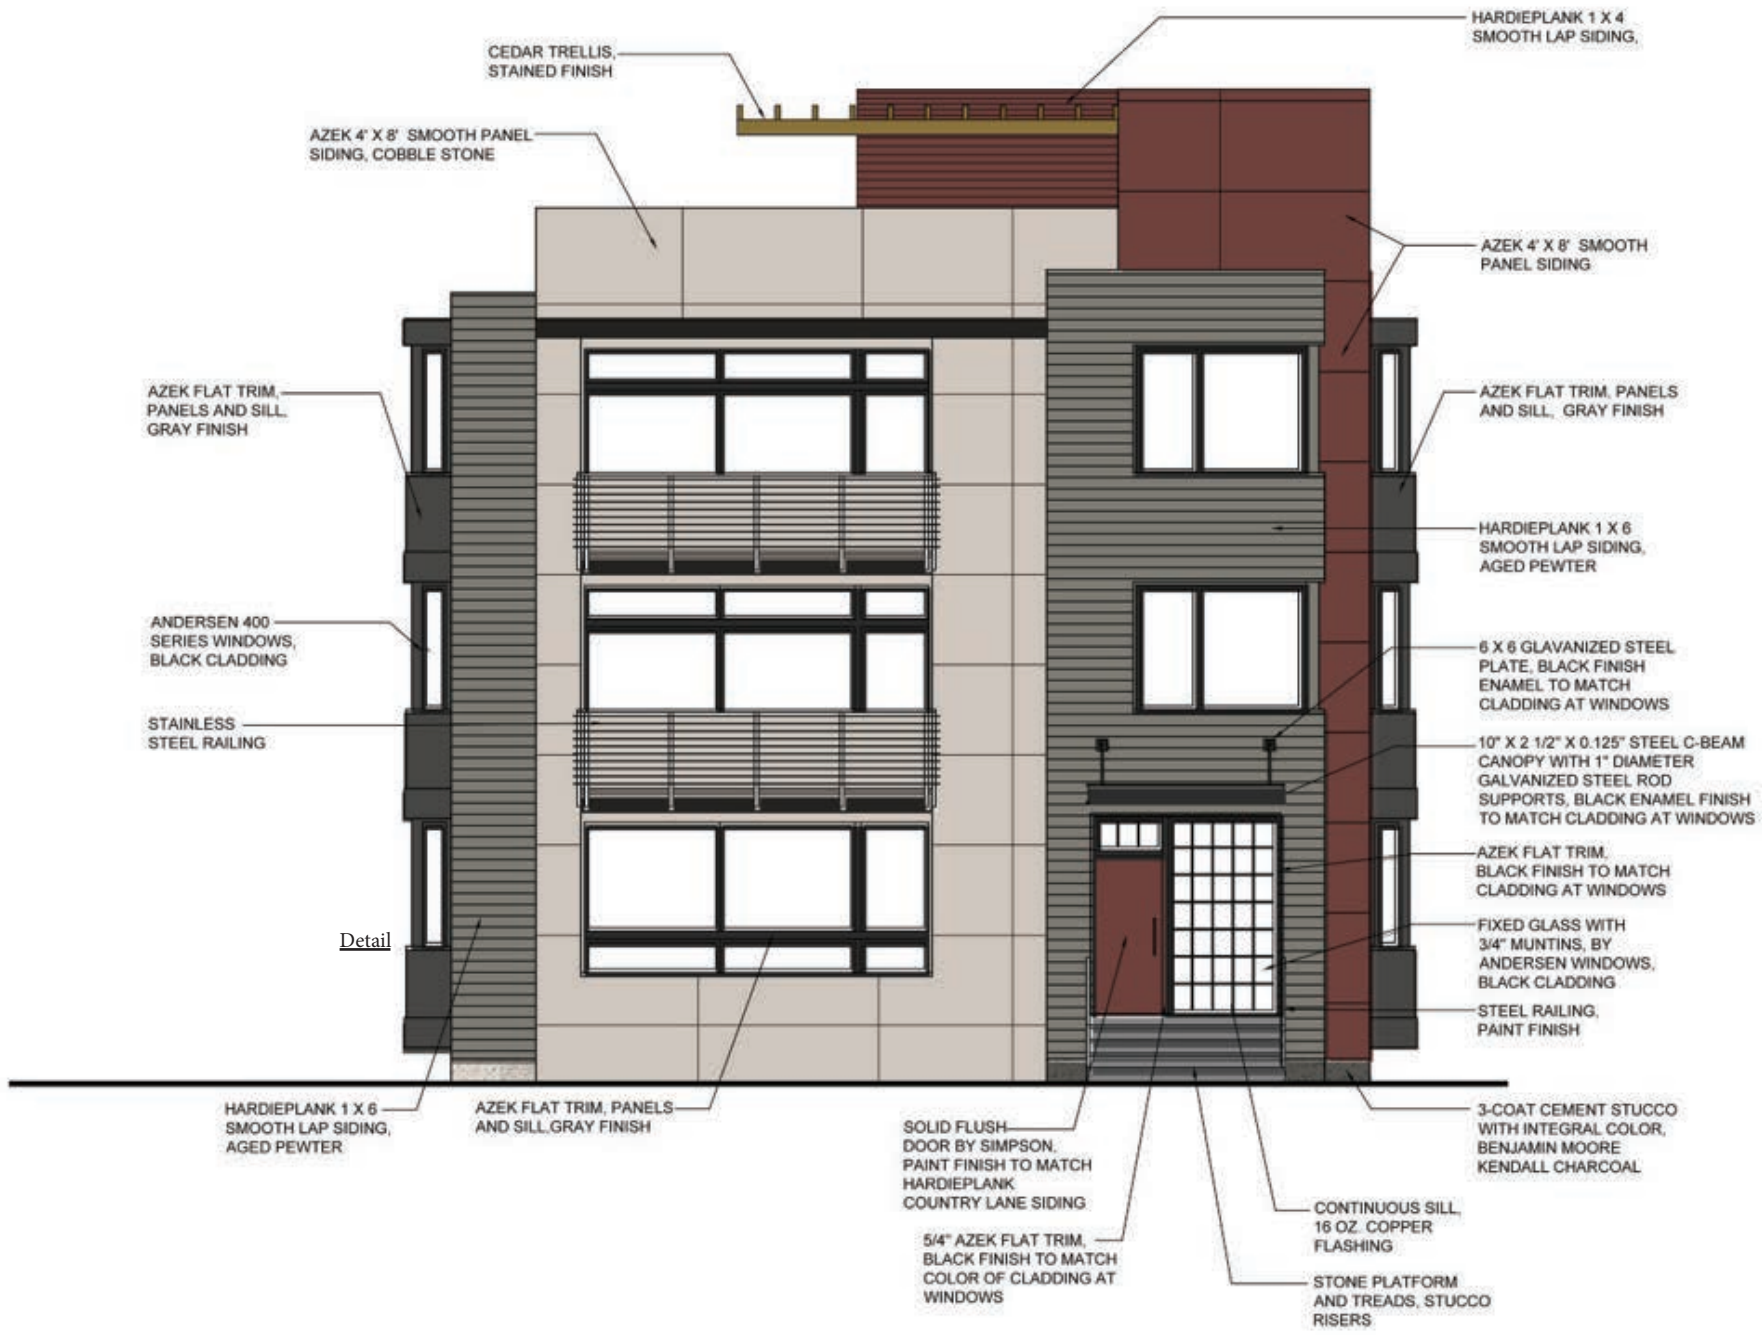 HARDIEPLANK 1 X 4
SMOOTH LAP SIDING,
CEDAR TRELLIS,
STAINED FINISH
AZEK 4' X 8' SMOOTH PANEL
SIDING, COBBLE STONE
AZEK 4' X 8' SMOOTH
PANEL SIDING
AZEK FLAT TRIM,
PANELS AND SILL,
GRAY FINISH
AZEK FLAT TRIM, PANELS
AND SILL, GRAY FINISH
HARDIEPLANK 1 X 6
SMOOTH LAP SIDING,
AGED PEWTER
ANDERSEN 400
SERIES WINDOWS,
BLACK CLADDING
6 X 6 GLAVANIZED STEEL
PLATE, BLACK FINISH
ENAMEL TO MATCH
CLADDING AT WINDOWS
STAINLESS
STEEL RAILING
10" X 2 1/2" X 0.125" STEEL C-BEAM
CANOPY WITH 1" DIAMETER
GALVANIZED STEEL ROD
SUPPORTS, BLACK ENAMEL FINISH
TO MATCH CLADDING AT WINDOWS
AZEK FLAT TRIM,
BLACK FINISH TO MATCH
CLADDING AT WINDOWS
Detail
FIXED GLASS WITH
3/4" MUNTINS, BY
ANDERSEN WINDOWS,
BLACK CLADDING
STEEL RAILING,
PAINT FINISH
HARDIEPLANK 1 X 6
SMOOTH LAP SIDING,
AGED PEWTER
AZEK FLAT TRIM, PANELS
AND SILL,GRAY FINISH
SOLID FLUSH
DOOR BY SIMPSON,
PAINT FINISH TO MATCH
HARDIEPLANK
COUNTRY LANE SIDING
3-COAT CEMENT STUCCO
WITH INTEGRAL COLOR,
BENJAMIN MOORE
KENDALL CHARCOAL
5/4" AZEK FLAT TRIM,
BLACK FINISH TO MATCH
COLOR OF CLADDING AT
WINDOWS
CONTINUOUS SILL,
16 OZ. COPPER
FLASHING
STONE PLATFORM
AND TREADS, STUCCO
RISERS